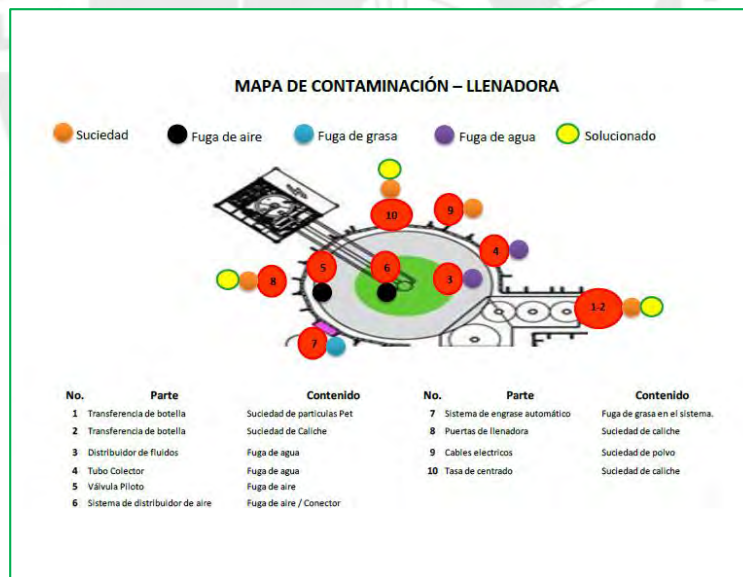 MAPA DE CONTAMINACIÓN – LLENADORA
Suciedad
Fuga de aire
Fuga de grasa
Fuga de agua
Solucionado
10
9
4
5
6
3
8
1-2
7
No. Parte Contenido
1 Transferencia de botella Suciedad de particulas Pet
2 Transferencia de botella Suciedad de Caliche
3 Distribuidor de fluidos Fuga de agua
4 Tubo Colector Fuga de agua
5 Válvula Piloto Fuga de aire
6 Sistema de distribuidor de aire Fuga de aire / Conector
No. Parte Contenido
7 Sistema de engrase automático Fuga de grasa en el sistema.
8 Puertas de llenadora Suciedad de caliche
9 Cables electricos Suciedad de polvo
10 Tasa de centrado Suciedad de caliche